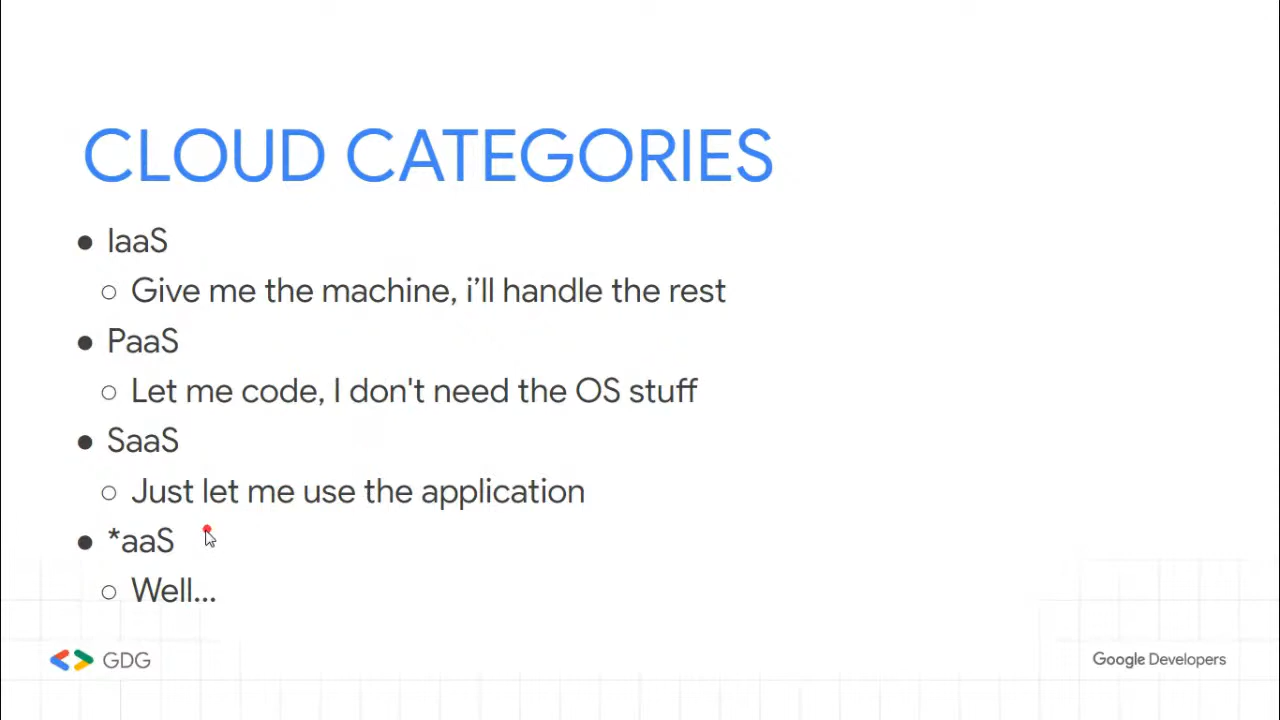 CLOUD CATEGORIES
● IaaS
○ Give me the machine, i’ll handle the rest
● PaaS
○ Let me code, I don't need the OS stuff
● SaaS
○ Just let me use the application
● *aaS
○ Well...
GDG
Google Developers